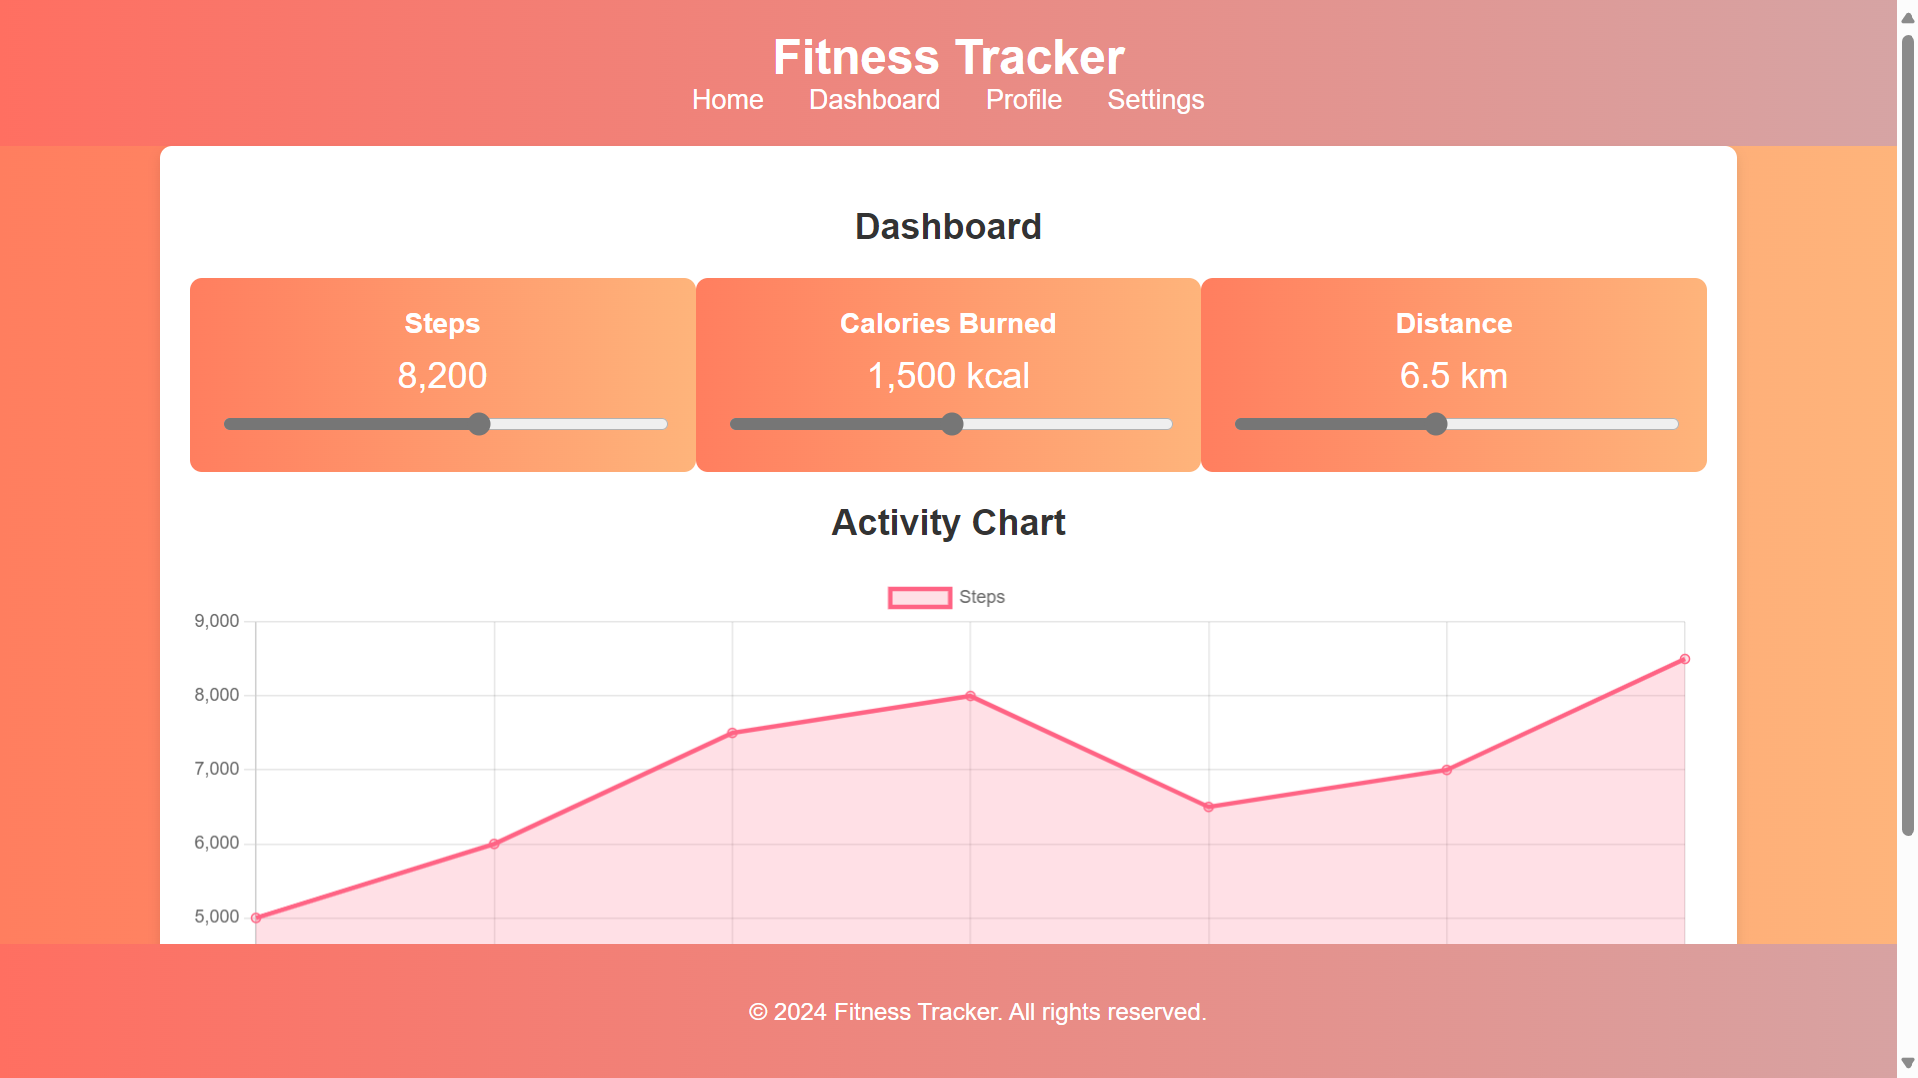 Fitness Tracker
Home Dashboard Profile Settings
Dashboard
Steps
8,200
Calories Burned
1,500 kcal
Distance
6.5 km
Activity Chart
Steps
9,000
8,000
7,000
6,000
5,000
© 2024 Fitness Tracker. All rights reserved.